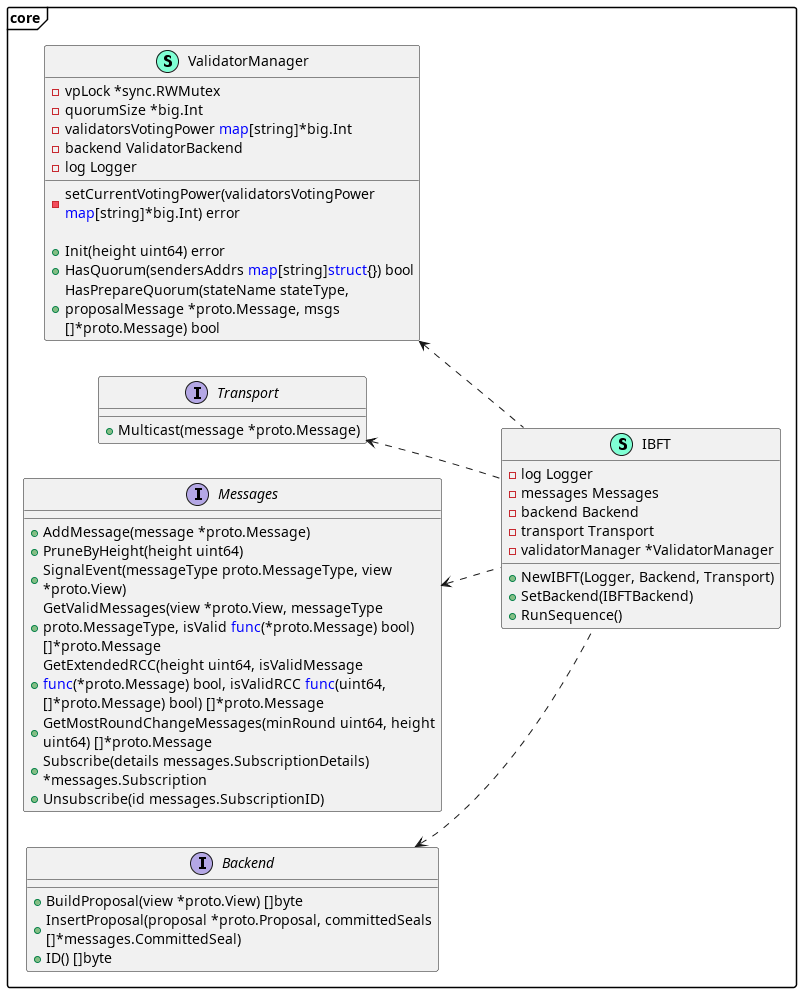 core
S ValidatorManager
vpLock *sync.RWMutex
quorumSize *big.Int
validatorsVotingPower map[string]*big.Int
backend ValidatorBackend
log Logger
setCurrentVotingPower(validatorsVotingPower
map[string]*big.Int) error
Init(height uint64) error
HasQuorum(sendersAddrs map[string]struct{}) bool
HasPrepareQuorum(stateName stateType,
proposalMessage *proto.Message, msgs
[]*proto.Message) bool
I Transport
Multicast(message *proto.Message)
I Messages
AddMessage(message *proto.Message)
PruneByHeight(height uint64)
SignalEvent(messageType proto.MessageType, view
*proto.View)
GetValidMessages(view *proto.View, messageType
proto.MessageType, isValid func(*proto.Message) bool)
[]*proto.Message
GetExtendedRCC(height uint64, isValidMessage
func(*proto.Message) bool, isValidRCC func(uint64,
[]*proto.Message) bool) []*proto.Message
GetMostRoundChangeMessages(minRound uint64, height
uint64) []*proto.Message
Subscribe(details messages.SubscriptionDetails)
*messages.Subscription
Unsubscribe(id messages.SubscriptionID)
I Backend
BuildProposal(view *proto.View) []byte
InsertProposal(proposal *proto.Proposal, committedSeals
[]*messages.CommittedSeal)
ID() []byte
S IBFT
log Logger
messages Messages
backend Backend
transport Transport
validatorManager *ValidatorManager
NewIBFT(Logger, Backend, Transport)
SetBackend(IBFTBackend)
RunSequence()